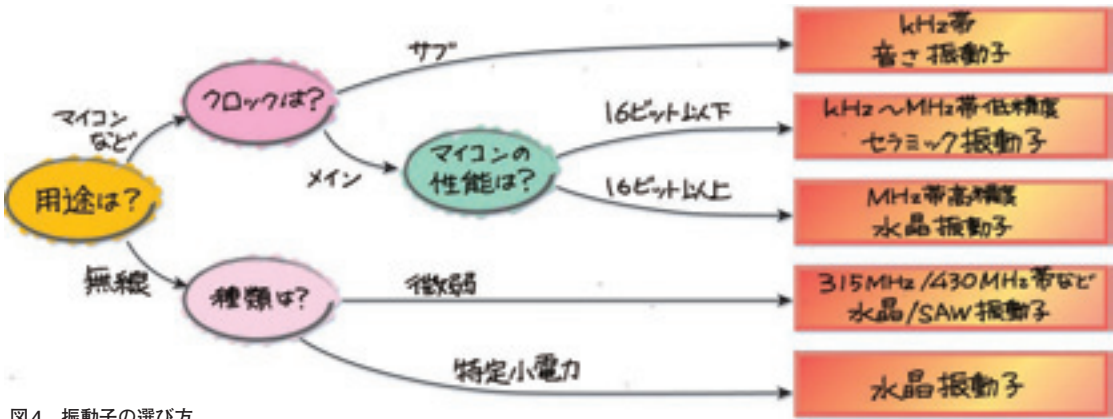 用途は?
マイコン
など
無線
クロックは?
サブ
メイン
マイコンの
性能は?
16ビット以下
16ビット以上
種類は?
微弱
特定小電力
kHz帯
音さ振動子
kHz~MHz帯低精度
セラミック振動子
MHz帯高精度
水晶振動子
315MHz/430MHz帯など
水晶/SAW振動子
水晶振動子
図4 振動子の選び方